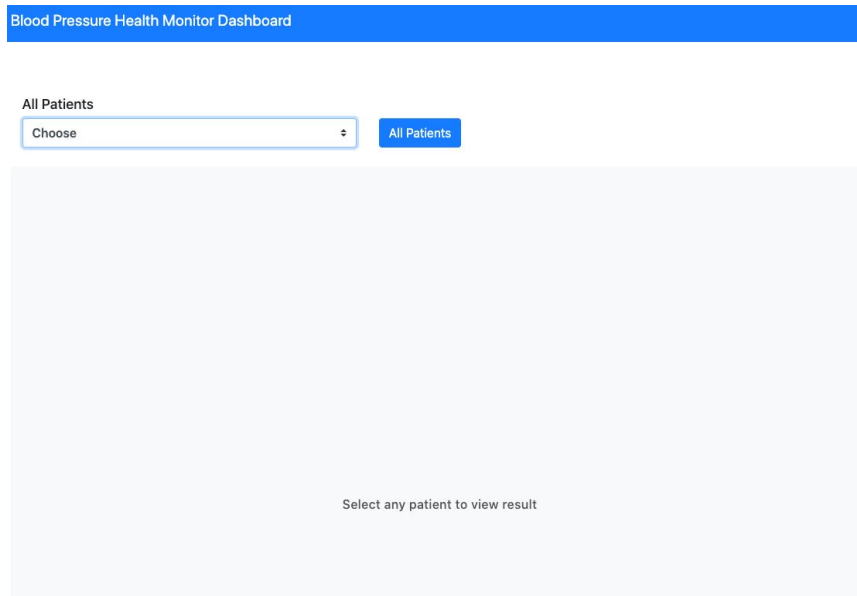 Blood Pressure Health Monitor Dashboard
All Patients
Choose
All Patients
Select any patient to view result